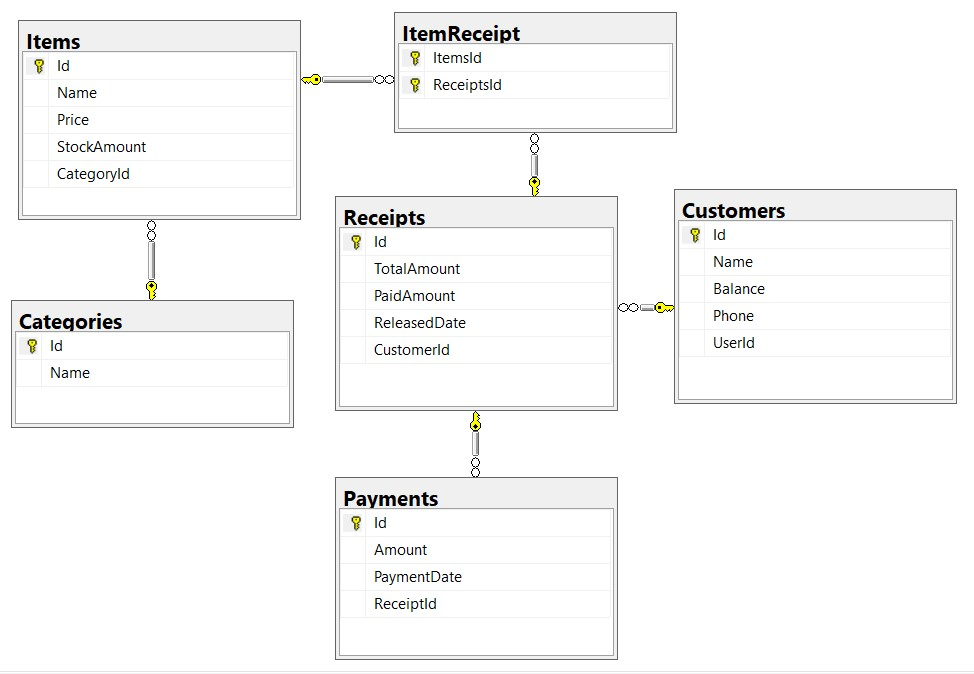 Items
Id
Name
Price
StockAmount
CategoryId
ItemReceipt
ItemsId
ReceiptsId
Receipts
Id
TotalAmount
PaidAmount
ReleasedDate
CustomerId
Customers
Id
Name
Balance
Phone
UserId
Categories
Id
Name
Payments
Id
Amount
PaymentDate
ReceiptId